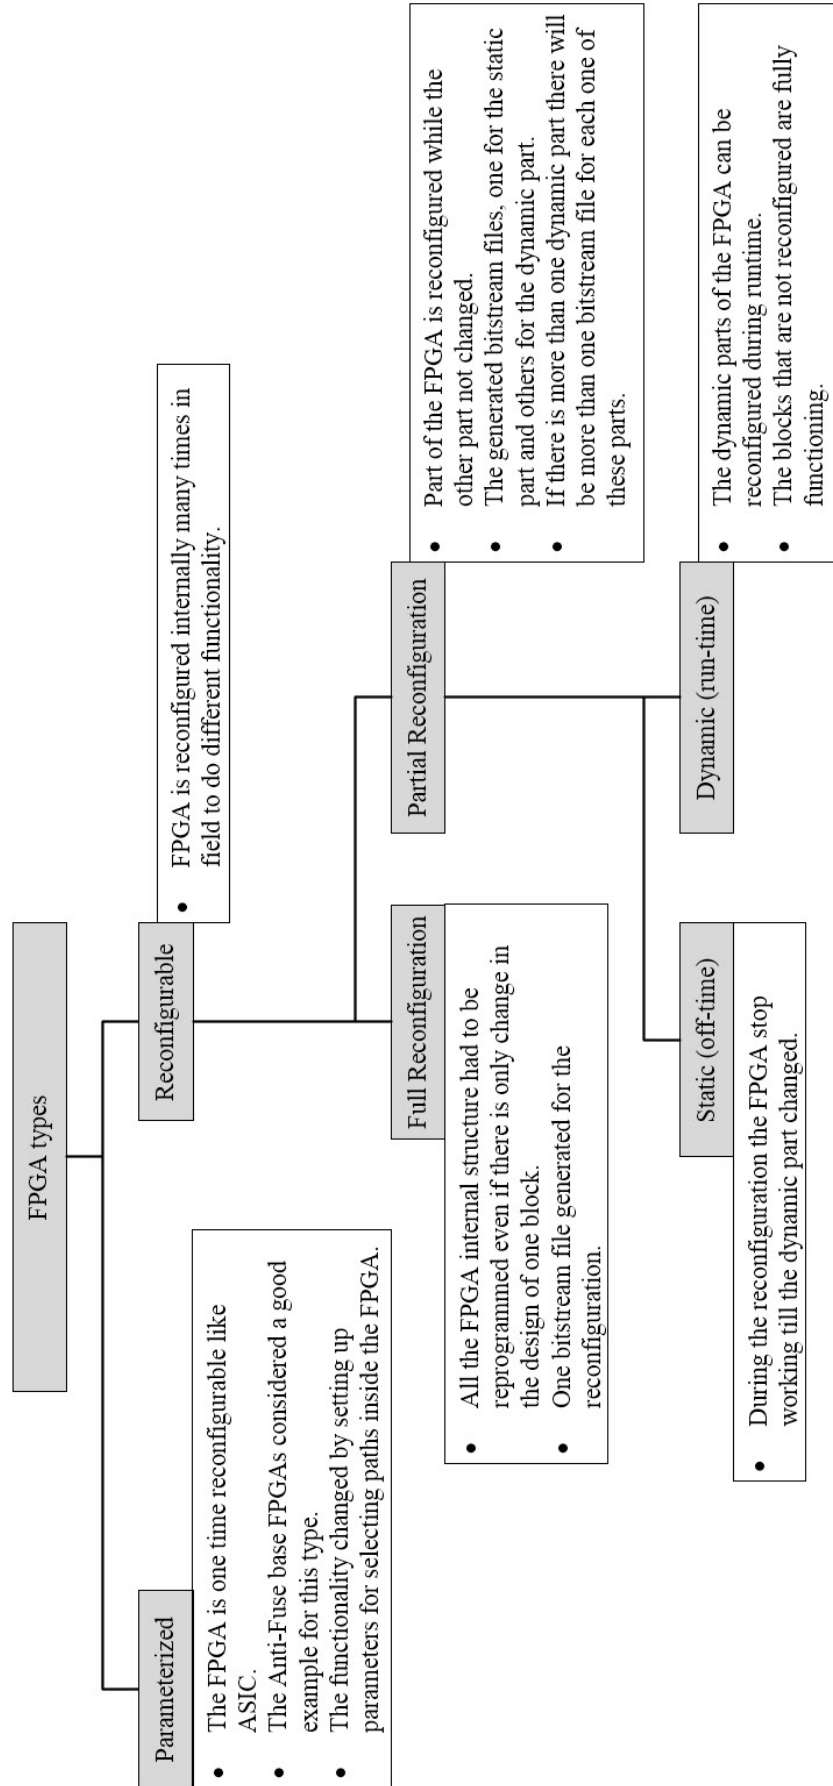 FPGA types
Parameterized
• The FPGA is one time reconfigurable like
ASIC.
• The Anti-Fuse base FPGAs considered a good
example for this type.
• The functionality changed by setting up
parameters for selecting paths inside the FPGA.
Reconfigurable
• FPGA is reconfigured internally many times in
field to do different functionality.
Full Reconfiguration
• All the FPGA internal structure had to be
reprogrammed even if there is only change in
the design of one block.
• One bitstream file generated for the
reconfiguration.
Partial Reconfiguration
• Part of the FPGA is reconfigured while the
other part not changed.
• The generated bitstream files, one for the static
part and others for the dynamic part.
• If there is more than one dynamic part there will
be more than one bitstream file for each one of
these parts.
Static (off-time)
• During the reconfiguration the FPGA stop
working till the dynamic part changed.
Dynamic (run-time)
• The dynamic parts of the FPGA can be
reconfigured during runtime.
• The blocks that are not reconfigured are fully
functioning.